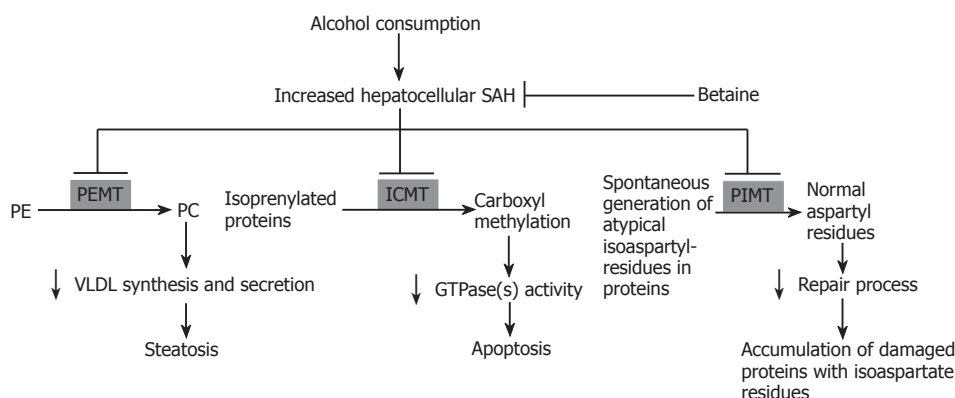 Alcohol consumption
Increased hepatocellular SAH
Betaine
PEMT
PE
PC
VLDL synthesis and secretion
Steatosis
Isoprenylated
proteins
ICMT
Carboxyl
methylation
GTPase(s) activity
Apoptosis
Spontaneous
generation of
atypical
isoaspartyl-
residues in
proteins
PIMT
Normal
aspartyl
residues
Repair process
Accumulation of damaged
proteins with isoaspartate
residues